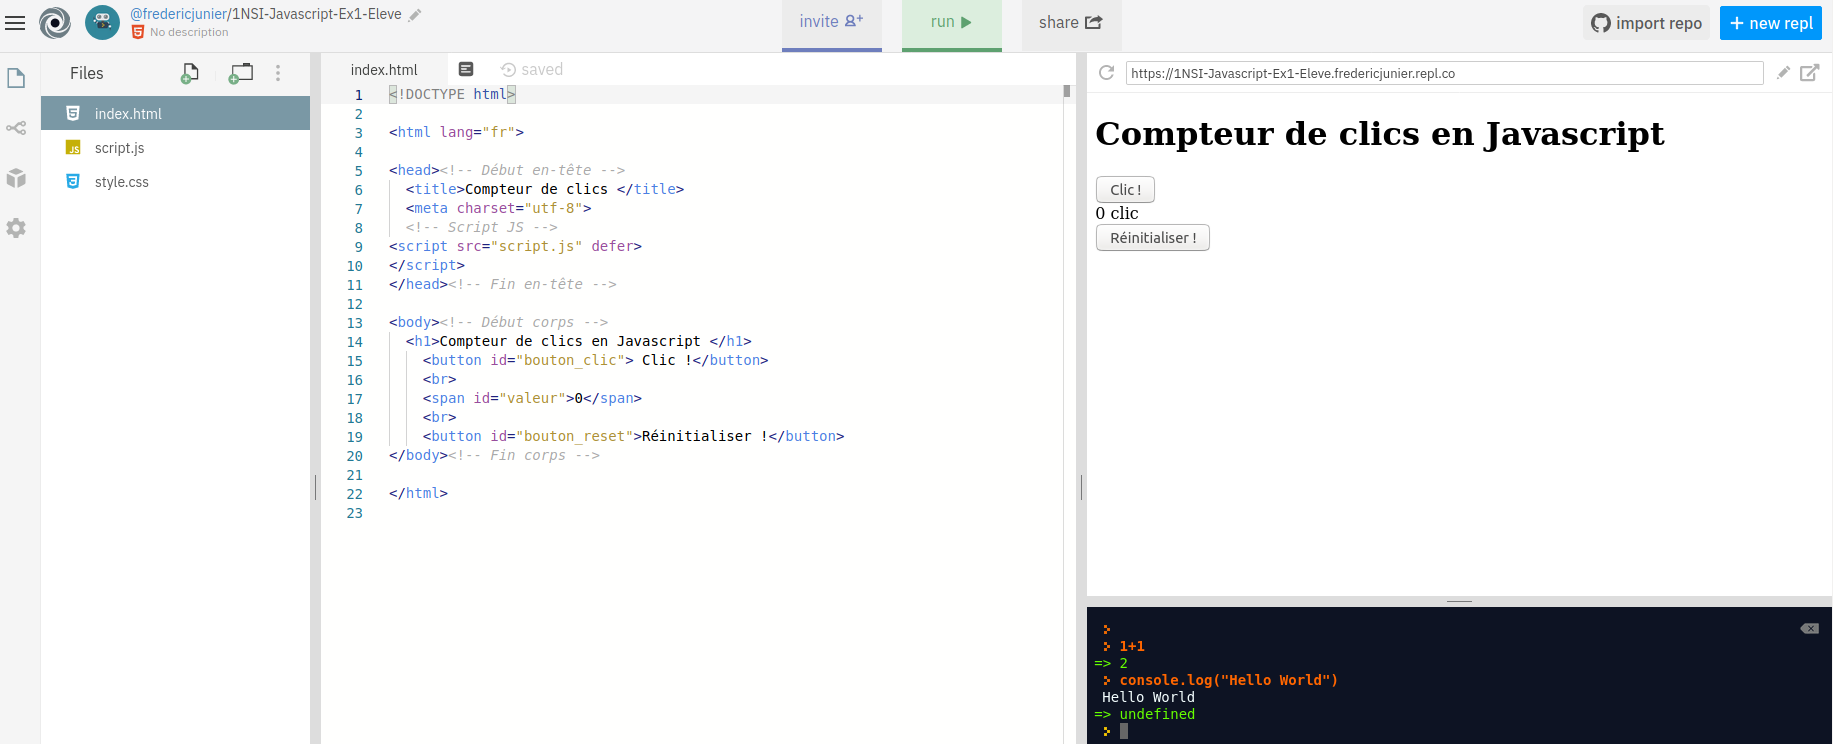 @fredericjunier/1NSI-Javascript-Ex1-Eleve
No description
invite
run
share
import repo
+ new repl
Files
index.html
script.js
style.css
index.html
saved
1 <!DOCTYPE html>
2
3 <html lang="fr">
4
5 <head><!-- Début en-tête -->
6 <title>Compteur de clics </title>
7 <meta charset="utf-8">
8 <!-- Script JS -->
9 <script src="script.js" defer>
10 </script>
11 </head><!-- Fin en-tête -->
12
13 <body><!-- Début corps -->
14 <h1>Compteur de clics en Javascript </h1>
15 <button id="bouton_clic"> Clic !</button>
16 <br>
17 <span id="valeur">0</span>
18 <br>
19 <button id="bouton_reset">Réinitialiser !</button>
20 </body><!-- Fin corps -->
21
22 </html>
23
https://1NSI-Javascript-Ex1-Eleve.fredericjunier.repl.co
Compteur de clics en Javascript
Clic !
0 clic
Réinitialiser !
1+1
=> 2
console.log("Hello World")
Hello World
=> undefined